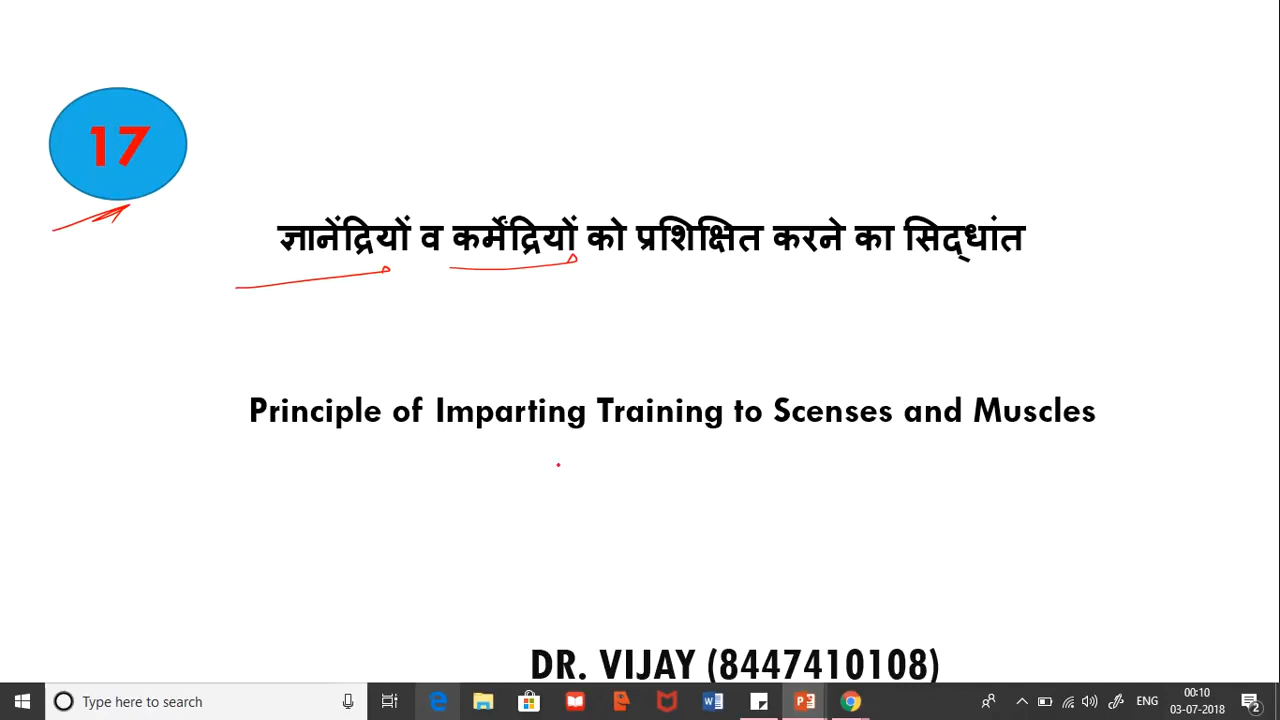 17
ज्ञानेंद्रियों व कर्मेंद्रियों को प्रशिक्षित करने का सिद्धांत
Principle of Imparting Training to Scenses and Muscles
DR. VIJAY (8447410108)
Type here to search
ENG
00:10
03-07-2018
2